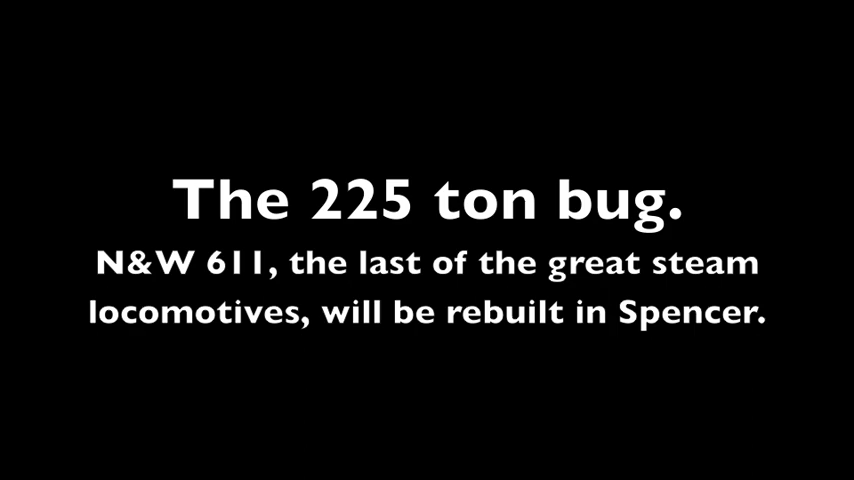 The 225 ton bug.
N&W 611, the last of the great steam
locomotives, will be rebuilt in Spencer.